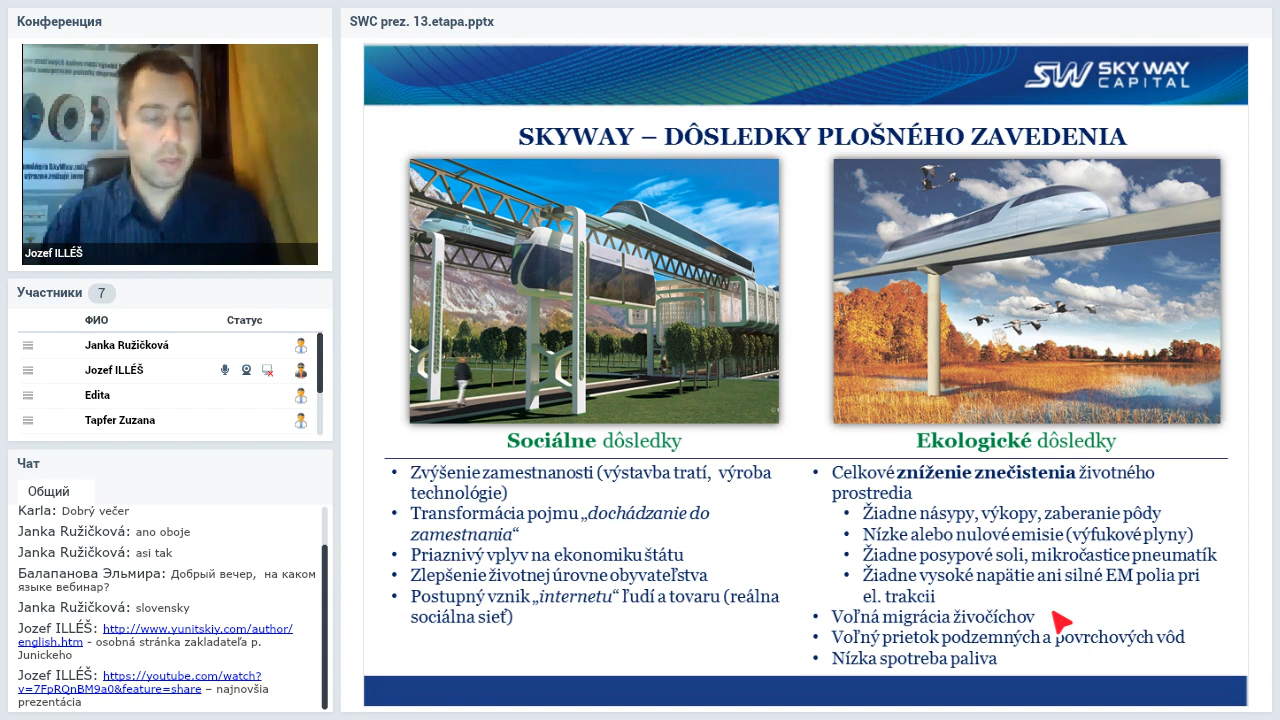 Конференция
Jozef ILLÉŠ
Участники 7
ФИО Статус
Janka Ružičková
Jozef ILLÉŠ
Edita
Tapfer Zuzana
Чат
Общий
Karla: Dobrý večer
Janka Ružičková: ano oboje
Janka Ružičková: asi tak
Балапанова Эльмира: Добрый вечер, на каком
языке вебинар?
Janka Ružičková: slovensky
Jozef ILLÉŠ: http://www.yunitskiy.com/author/
english.htm - osobná stránka zakladateľa p.
Junickeho
Jozef ILLÉŠ: https://youtube.com/watch?
v=7FpRQnBM9a0&feature=share – najnovšia
prezentácia
SWC prez. 13.etapa.pptx
SW SKY WAY
CAPITAL
SKYWAY – DÔSLEDKY PLOŠNÉHO ZAVEDENIA
Sociálne dôsledky
• Zvýšenie zamestnanosti (výstavba tratí, výroba
technológie)
• Transformácia pojmu „dochádzanie do
zamestnania“
• Priaznivý vplyv na ekonomiku štátu
• Zlepšenie životnej úrovne obyvateľstva
• Postupný vznik „internetu“ ľudí a tovaru (reálna
sociálna sieť)
Ekologické dôsledky
• Celkové zníženie znečistenia životného
prostredia
• Žiadne násypy, výkopy, zaberanie pôdy
• Nízke alebo nulové emisie (výfukové plyny)
• Žiadne posypové soli, mikročastice pneumatík
• Žiadne vysoké napätie ani silné EM polia pri
el. trakcii
• Voľná migrácia živočíchov
• Voľný prietok podzemných a povrchových vôd
• Nízka spotreba paliva